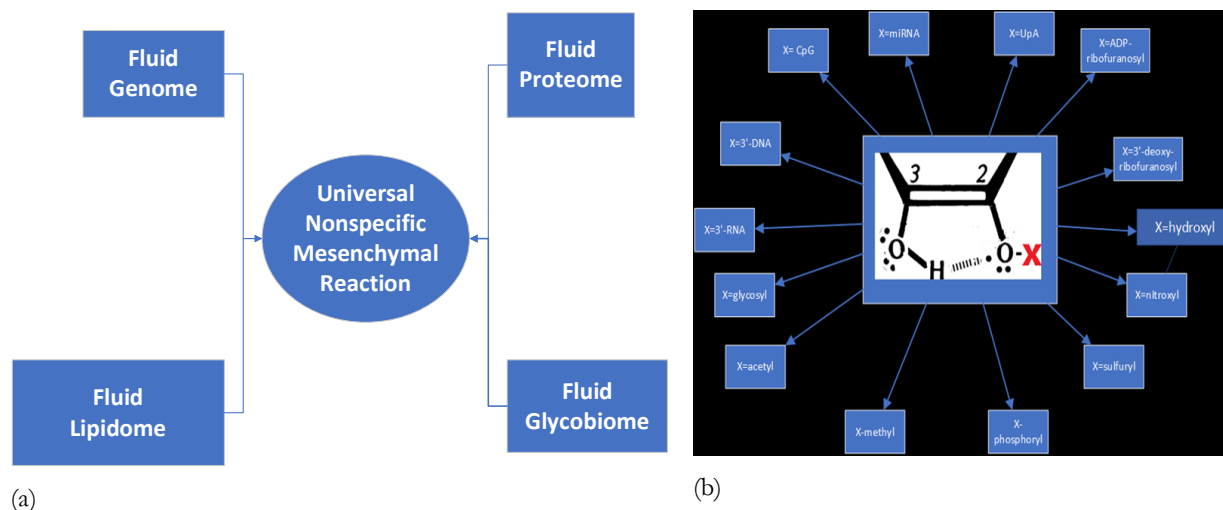 Fluid
Genome
Fluid
Proteome
Universal
Nonspecific
Mesenchymal
Reaction
Fluid
Lipidome
Fluid
Glycobiome
(a)
X= CpG
X=miRNA
X=UpA
X=ADP-
ribofuranosyl
X=3'-DNA
X=3'-deoxy-
ribofuranosyl
X=3'-RNA
X=hydroxyl
X=glycosyl
X=nitroxyl
X=acetyl
X=sulfuryl
X-methyl
X-
phosphoryl
3 2
O H O-X
(b)